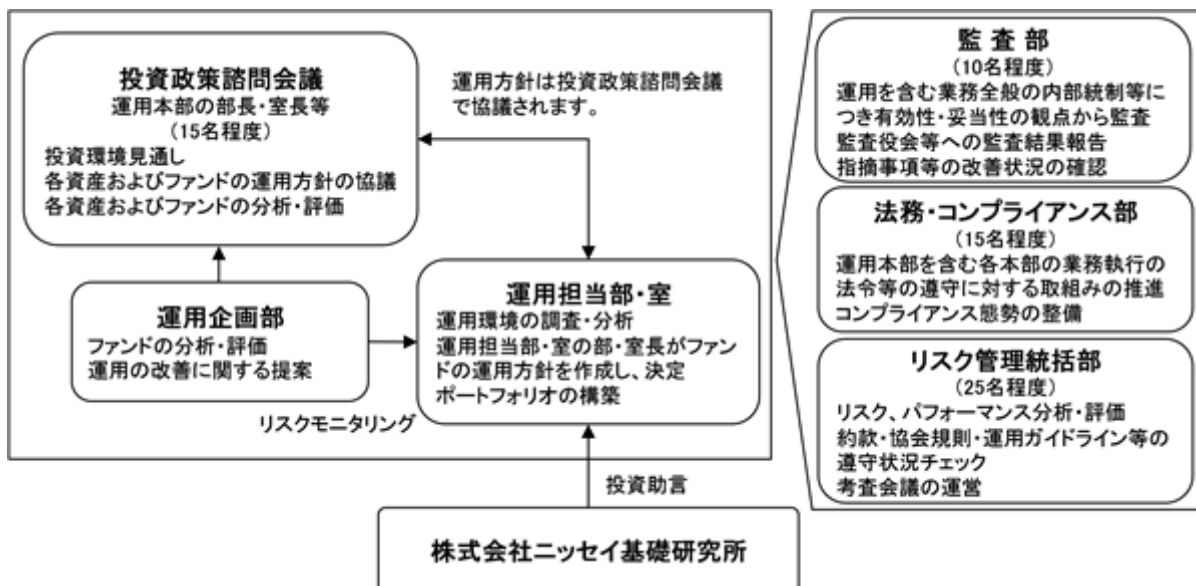 投資政策諮問会議
運用本部の部長・室長等
(15名程度)
投資環境見通し
各資産およびファンドの運用方針の協議
各資産およびファンドの分析・評価
運用方針は投資政策諮問会議
で協議されます。
運用企画部
ファンドの分析・評価
運用の改善に関する提案
運用担当部・室
運用環境の調査・分析
運用担当部・室の部・室長がファン
ドの運用方針を作成し、決定
ポートフォリオの構築
リスクモニタリング
投資助言
株式会社ニッセイ基礎研究所
監査部
(10名程度)
運用を含む業務全般の内部統制等に
つき有効性・妥当性の観点から監査
監査役会等への監査結果報告
指摘事項等の改善状況の確認
法務・コンプライアンス部
(15名程度)
運用本部を含む各本部の業務執行の
法令等の遵守に対する取組みの推進
コンプライアンス態勢の整備
リスク管理統括部
(25名程度)
リスク、パフォーマンス分析・評価
約款・協会規則・運用ガイドライン等の
遵守状況チェック
考査会議の運営